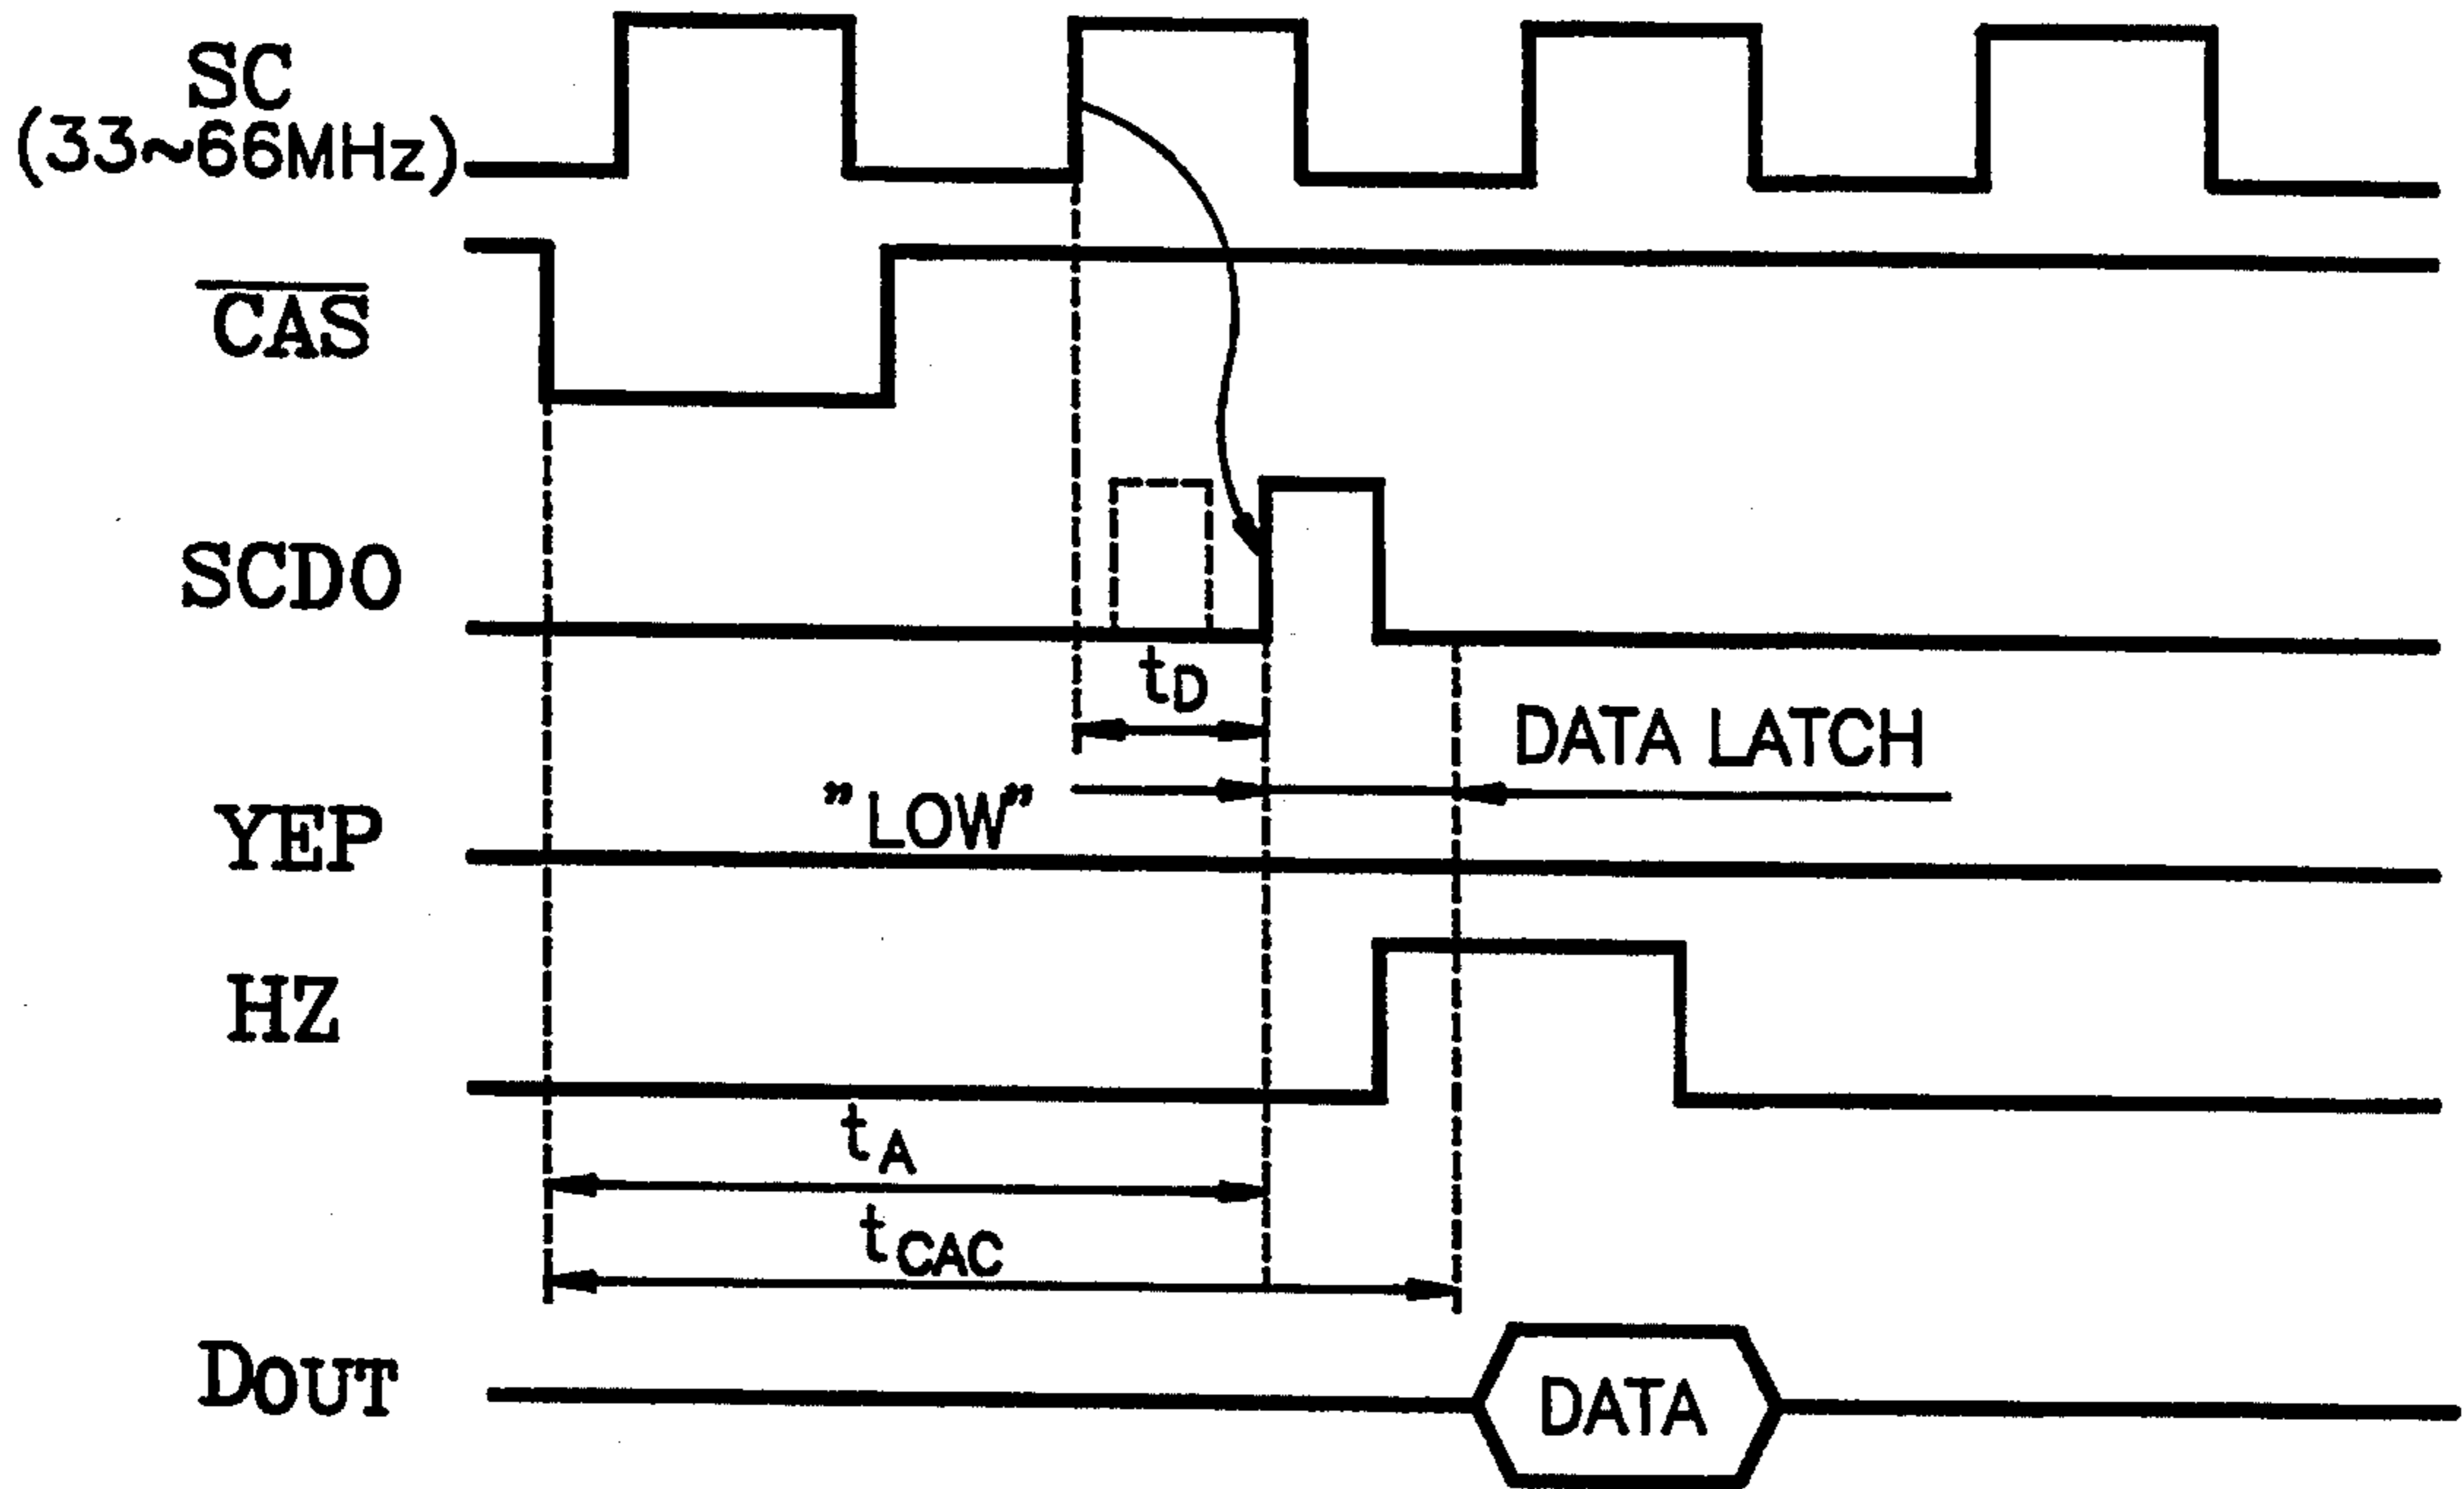 SC
(33~66MHz)
CAS
SCDO
tD
DATA LATCH
"LOW"
YEP
HZ
tA
tCAC
DOUT
DATA